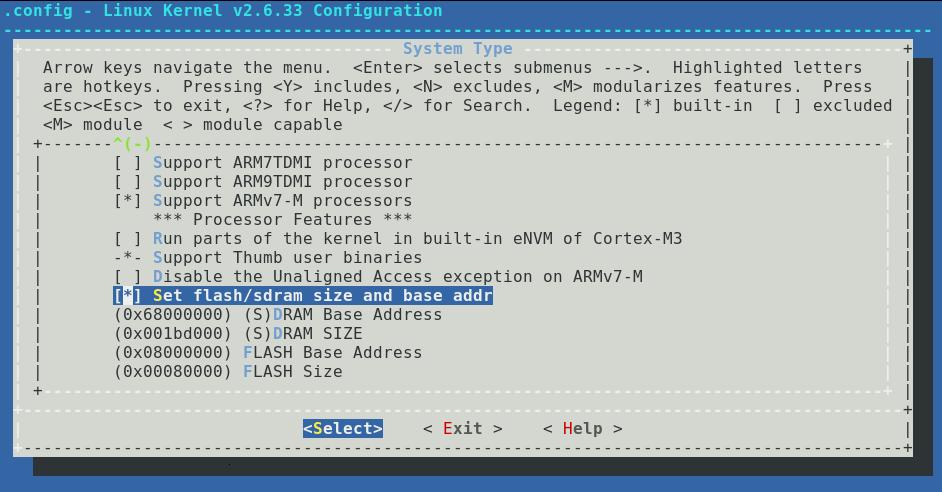 .config - Linux Kernel v2.6.33 Configuration
System Type
Arrow keys navigate the menu.  <Enter> selects submenus --->.  Highlighted letters
are hotkeys.  Pressing <Y> includes, <N> excludes, <M> modularizes features.  Press
<Esc><Esc> to exit, <?> for Help, </> for Search.  Legend: [*] built-in  [ ] excluded
<M> module  < > module capable
^(-)
[ ] Support ARM7TDMI processor
[ ] Support ARM9TDMI processor
[*] Support ARMv7-M processors
*** Processor Features ***
[ ] Run parts of the kernel in built-in eNVM of Cortex-M3
-*- Support Thumb user binaries
[ ] Disable the Unaligned Access exception on ARMv7-M
[*] Set flash/sdram size and base addr
(0x68000000) (S)DRAM Base Address
(0x001bd000) (S)DRAM SIZE
(0x08000000) FLASH Base Address
(0x00080000) FLASH Size
<Select>    < Exit >    < Help >